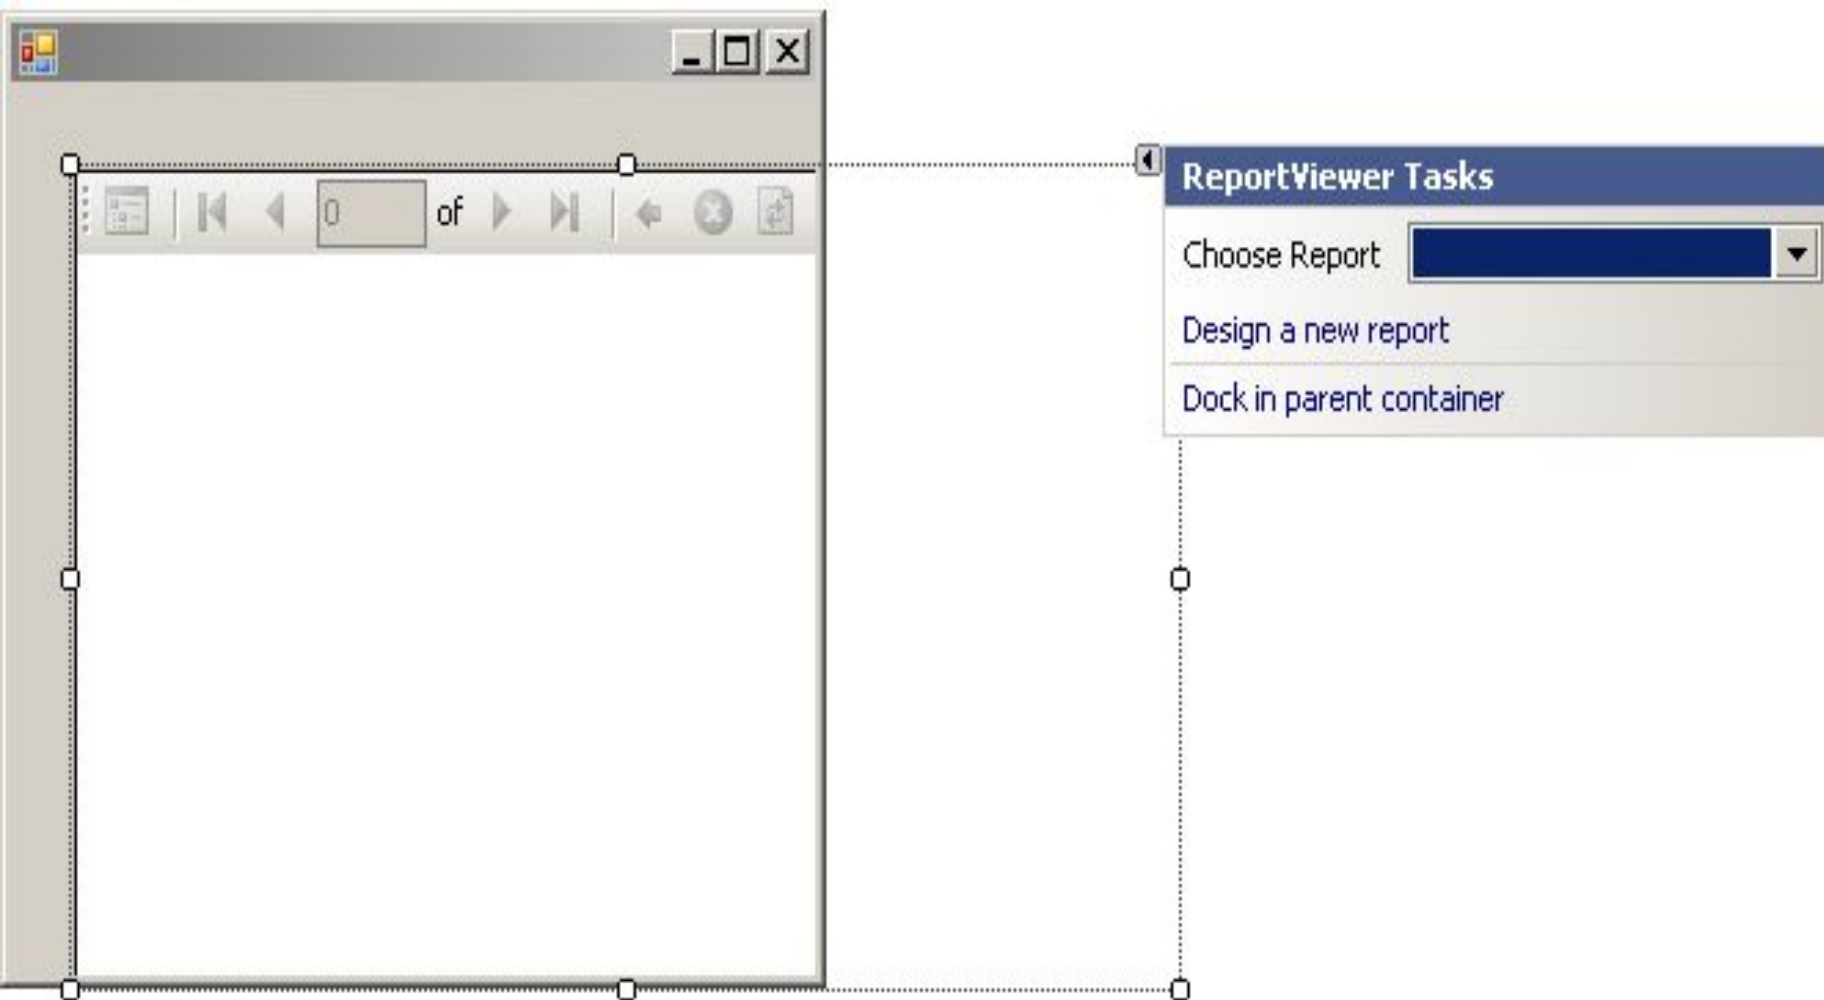 0 of
ReportViewer Tasks
Choose Report
Design a new report
Dock in parent container